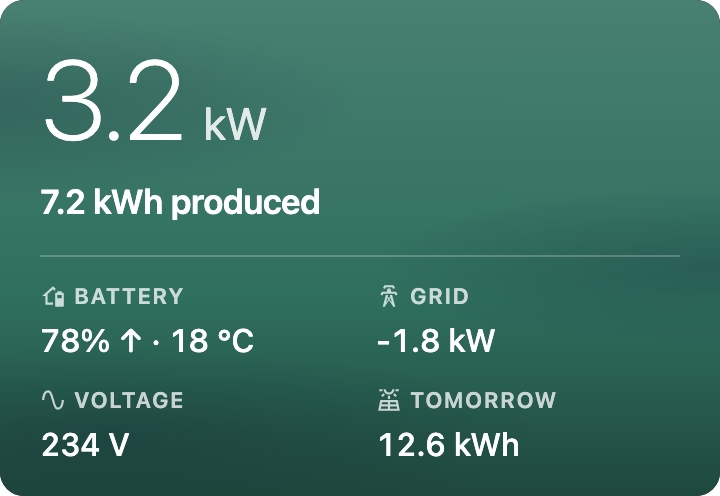 3.2 kW
7.2 kWh produced
BATTERY
78% ↑ · 18 °C
GRID
-1.8 kW
VOLTAGE
234 V
TOMORROW
12.6 kWh